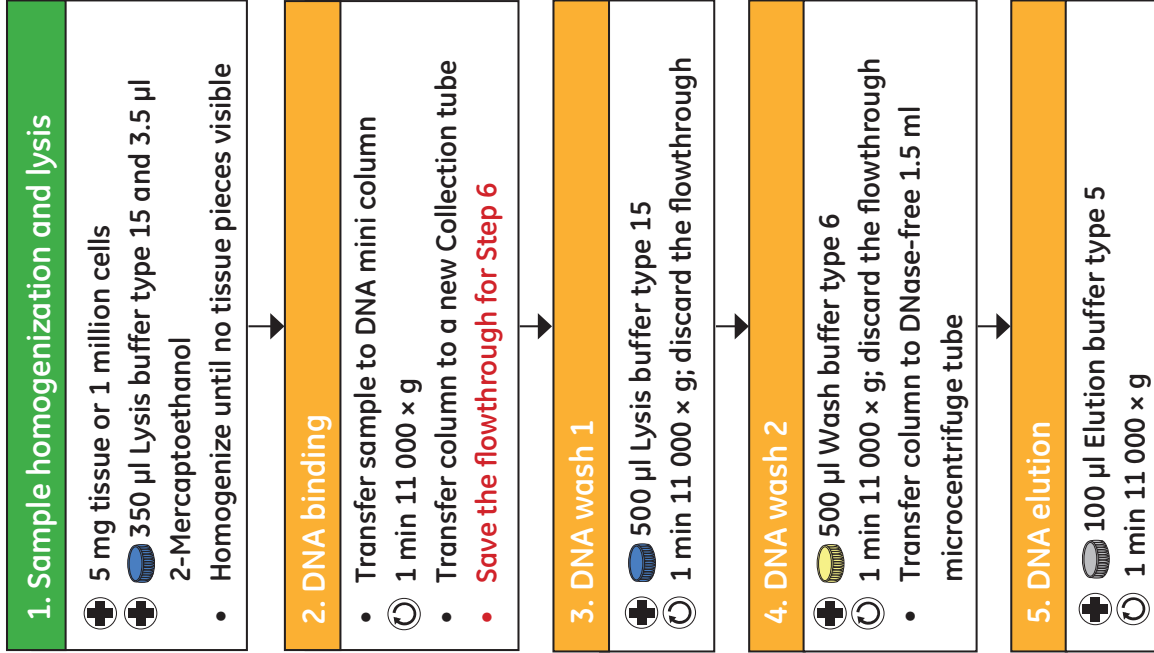 1. Sample homogenization and lysis
5 mg tissue or 1 million cells
350 µl Lysis buffer type 15 and 3.5 µl
2-Mercaptoethanol
• Homogenize until no tissue pieces visible
2. DNA binding
• Transfer sample to DNA mini column
1 min 11 000 × g
• Transfer column to a new Collection tube
• Save the flowthrough for Step 6
3. DNA wash 1
500 µl Lysis buffer type 15
1 min 11 000 × g; discard the flowthrough
4. DNA wash 2
500 µl Wash buffer type 6
1 min 11 000 × g; discard the flowthrough
• Transfer column to DNase-free 1.5 ml
microcentrifuge tube
5. DNA elution
100 µl Elution buffer type 5
1 min 11 000 × g